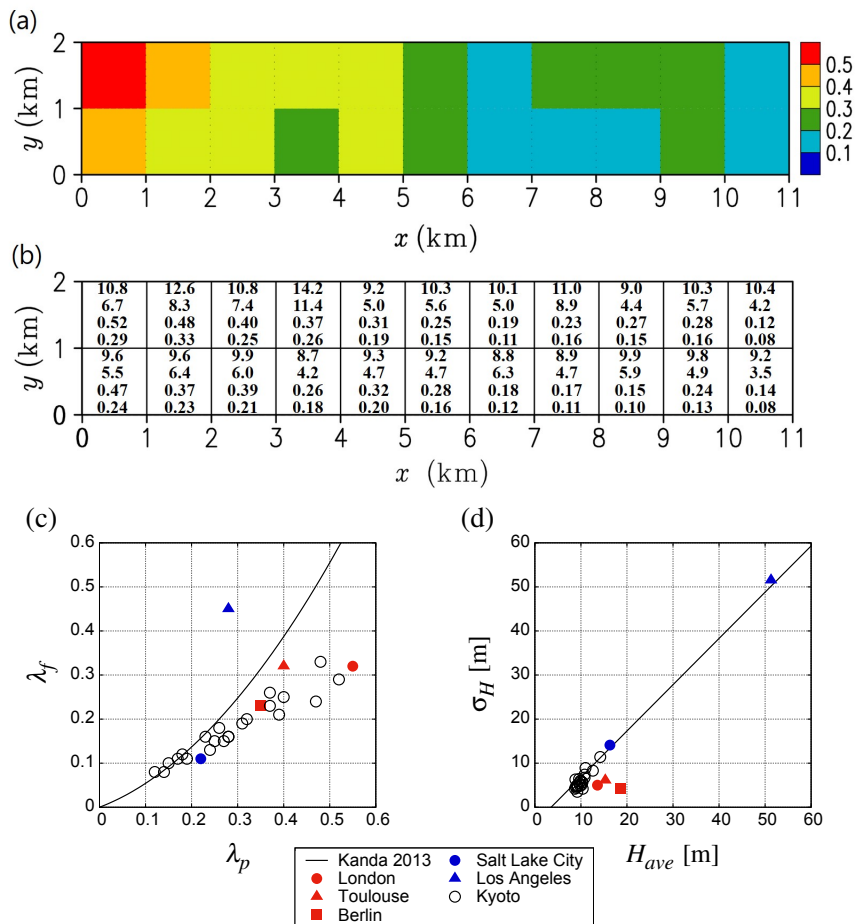 (a)
2
1
0
y (km)
0 1 2 3 4 5 6 7 8 9 10 11
x (km)
0.5
0.4
0.3
0.2
0.1
(b)
2
1
0
y (km)
10.8 12.6 10.8 14.2 9.2 10.3 10.1 11.0 9.0 10.3 10.4
6.7 8.3 7.4 11.4 5.0 5.6 5.0 8.9 4.4 5.7 4.2
0.52 0.48 0.40 0.37 0.31 0.25 0.19 0.23 0.27 0.28 0.12
0.29 0.33 0.25 0.26 0.19 0.15 0.11 0.16 0.15 0.16 0.08
9.6 9.6 9.9 8.7 9.3 9.2 8.8 8.9 9.9 9.8 9.2
5.5 6.4 6.0 4.2 4.7 4.7 6.3 4.7 5.9 4.9 3.5
0.47 0.37 0.39 0.26 0.32 0.28 0.18 0.17 0.15 0.24 0.14
0.24 0.23 0.21 0.18 0.20 0.16 0.12 0.11 0.10 0.13 0.08
0 1 2 3 4 5 6 7 8 9 10 11
x (km)
(c)
0.6
0.5
0.4
0.3
0.2
0.1
0
λf
0.1 0.2 0.3 0.4 0.5 0.6
λp
(d)
60
50
40
30
20
10
0
σH [m]
0 10 20 30 40 50 60
Have [m]
Kanda 2013
London
Toulouse
Berlin
Salt Lake City
Los Angeles
Kyoto